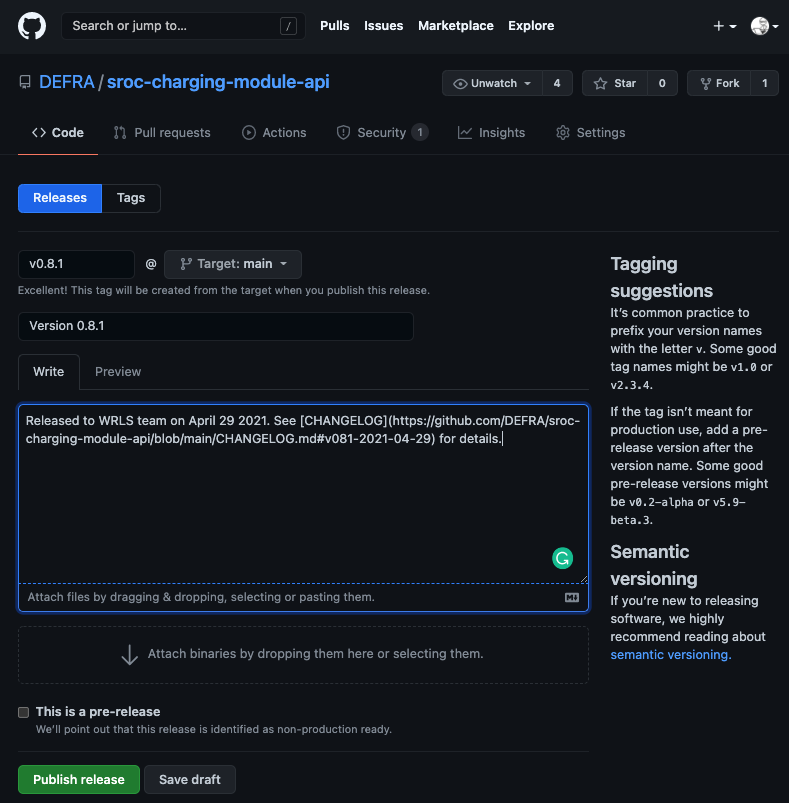 Search or jump to... /
Pulls Issues Marketplace Explore
DEFRA/sroc-charging-module-api
Unwatch 4 Star 0 Fork 1
Code Pull requests Actions Security 1 Insights Settings
Releases Tags
v0.8.1 @ Target: main
Excellent! This tag will be created from the target when you publish this release.
Version 0.8.1
Write Preview
Released to WRLS team on April 29 2021. See [CHANGELOG](https://github.com/DEFRA/sroc-
charging-module-api/blob/main/CHANGELOG.md#v081-2021-04-29) for details.
Attach files by dragging & dropping, selecting or pasting them.
Attach binaries by dropping them here or selecting them.
This is a pre-release
We'll point out that this release is identified as non-production ready.
Publish release Save draft
Tagging
suggestions
It's common practice to
prefix your version names
with the letter v. Some good
tag names might be v1.0 or
v2.3.4.
If the tag isn't meant for
production use, add a pre-
release version after the
version name. Some good
pre-release versions might
be v0.2-alpha or v5.9-
beta.3.
Semantic
versioning
If you're new to releasing
software, we highly
recommend reading about
semantic versioning.